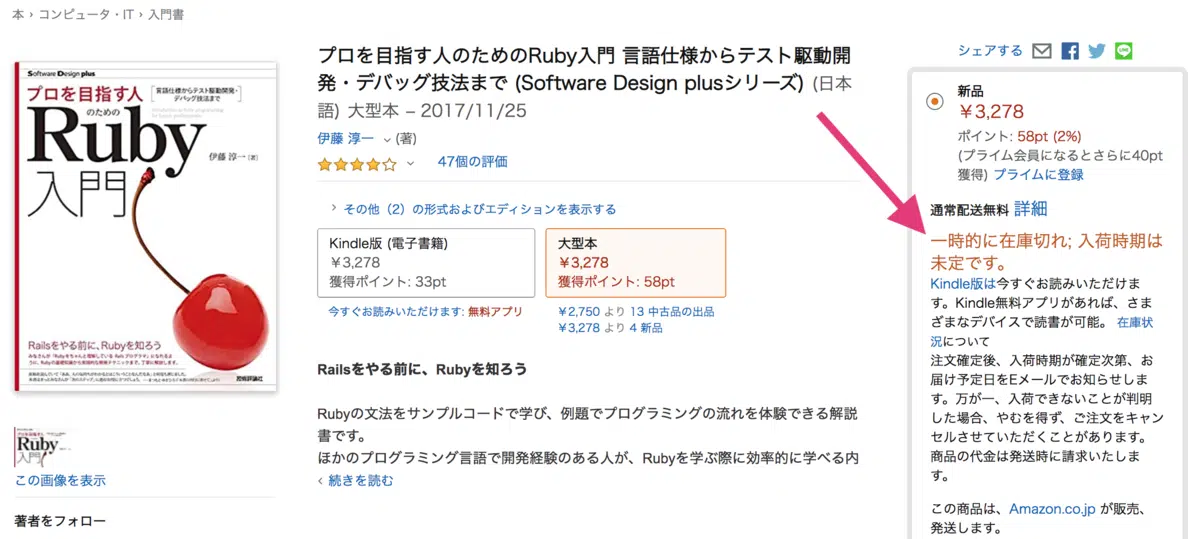 本 › コンピュータ・IT › 入門書
Software Design plus
プロを目指す人
のための
言語仕様からテスト駆動開発・
デバッグ技法まで
Ruby
入門
伊藤 淳一 [著]
Railsをやる前に、Rubyを知ろう
技術評論社
この画像を表示
著者をフォロー
プロを目指す人のためのRuby入門 言語仕様からテスト駆動開
発・デバッグ技法まで (Software Design plusシリーズ) (日本
語) 大型本 – 2017/11/25
伊藤 淳一 (著)
47個の評価
› その他（2）の形式およびエディションを表示する
Kindle版 (電子書籍)
￥3,278
獲得ポイント: 33pt
今すぐお読みいただけます: 無料アプリ
大型本
￥3,278
獲得ポイント: 58pt
￥2,750 より 13 中古品の出品
￥3,278 より 4 新品
Railsをやる前に、Rubyを知ろう
Rubyの文法をサンプルコードで学び、例題でプログラミングの流れを体験できる解説
書です。
ほかのプログラミング言語で開発経験のある人が、Rubyを学ぶ際に効率的に学べる内
‹ 続きを読む
シェアする
LINE
新品
￥3,278
ポイント: 58pt (2%)
(プライム会員になるとさらに40pt
獲得) プライムに登録
通常配送無料 詳細
一時的に在庫切れ; 入荷時期は
未定です。
Kindle版は今すぐお読みいただけま
す。Kindle無料アプリがあれば、さま
ざまなデバイスで読書が可能。 在庫状
況について
注文確定後、入荷時期が確定次第、お
届け予定日をEメールでお知らせしま
す。万が一、入荷できないことが判明
した場合、やむを得ず、ご注文をキャン
セルさせていただくことがあります。
商品の代金は発送時に請求いたしま
す。
この商品は、Amazon.co.jp が販売、
発送します。